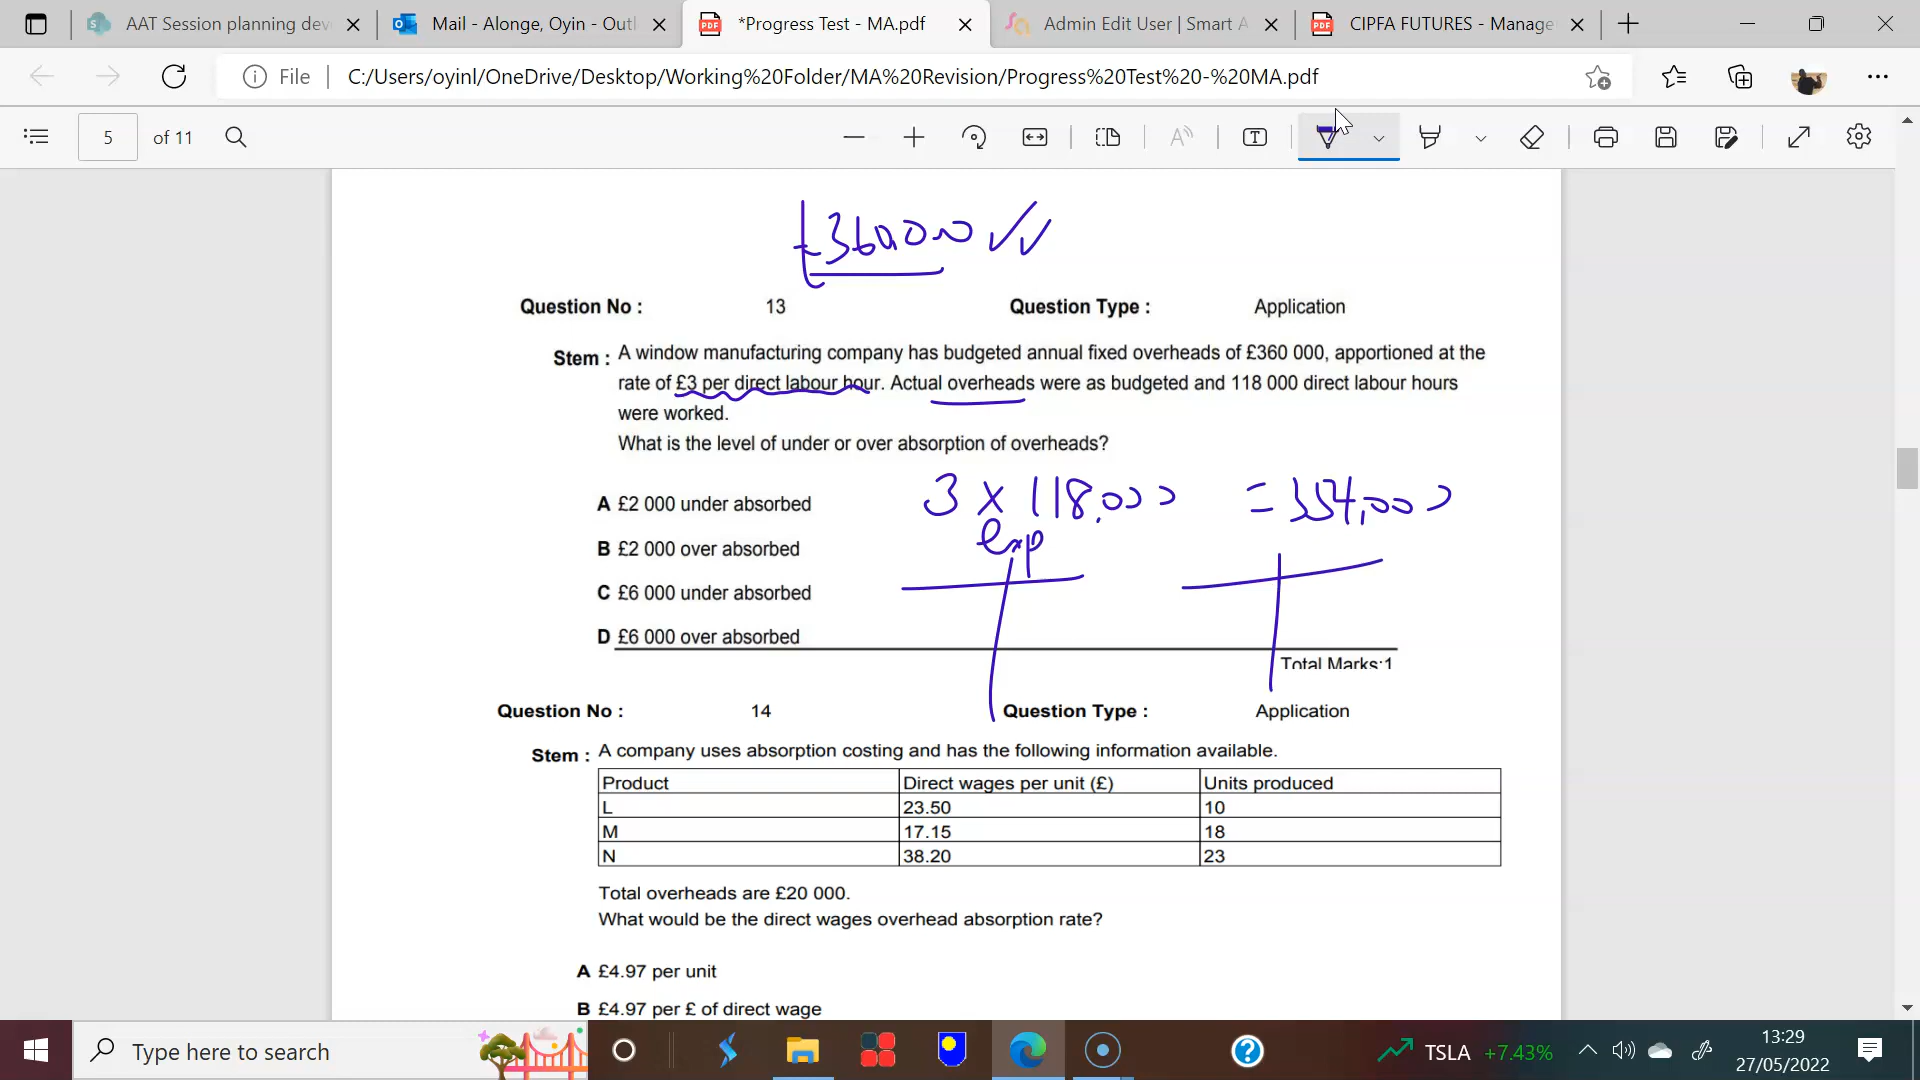 AAT Session planning dev
Mail - Alonge, Oyin - Outl
*Progress Test - MA.pdf
Admin Edit User | Smart A
CIPFA FUTURES - Manage
File
C:/Users/oyinl/OneDrive/Desktop/Working%20Folder/MA%20Revision/Progress%20Test%20-%20MA.pdf
5 of 11
£360,000
Question No : 13 Question Type : Application
Stem : A window manufacturing company has budgeted annual fixed overheads of £360 000, apportioned at the
rate of £3 per direct labour hour. Actual overheads were as budgeted and 118 000 direct labour hours
were worked.
What is the level of under or over absorption of overheads?
3 x 118,000 = 354,000
A £2 000 under absorbed
exp
B £2 000 over absorbed
C £6 000 under absorbed
D £6 000 over absorbed
Total Marks:1
Question No : 14 Question Type : Application
Stem : A company uses absorption costing and has the following information available.
Product Direct wages per unit (£) Units produced
L 23.50 10
M 17.15 18
N 38.20 23
Total overheads are £20 000.
What would be the direct wages overhead absorption rate?
A £4.97 per unit
B £4.97 per £ of direct wage
Type here to search
TSLA +7.43%
13:29
27/05/2022